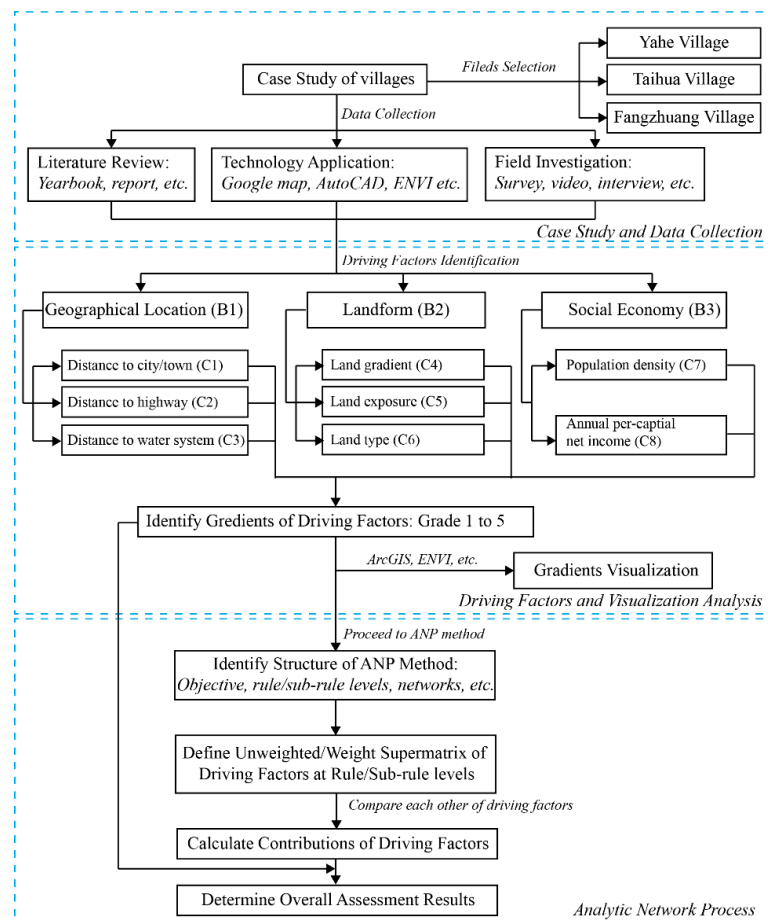 Yahe Village
Fileds Selection
Case Study of villages
Taihua Village
Data Collection
Fangzhuang Village
Literature Review:
Yearbook, report, etc.
Technology Application:
Google map, AutoCAD, ENVI etc.
Field Investigation:
Survey, video, interview, etc.
Case Study and Data Collection
Driving Factors Identification
Geographical Location (B1)
Landform (B2)
Social Economy (B3)
Distance to city/town (C1)
Land gradient (C4)
Population density (C7)
Distance to highway (C2)
Land exposure (C5)
Distance to water system (C3)
Land type (C6)
Annual per-captial
net income (C8)
Identify Gredients of Driving Factors: Grade 1 to 5
ArcGIS, ENVI, etc.
Gradients Visualization
Driving Factors and Visualization Analysis
Proceed to ANP method
Identify Structure of ANP Method:
Objective, rule/sub-rule levels, networks, etc.
Define Unweighted/Weight Supermatrix of
Driving Factors at Rule/Sub-rule levels
Compare each other of driving factors
Calculate Contributions of Driving Factors
Determine Overall Assessment Results
Analytic Network Process